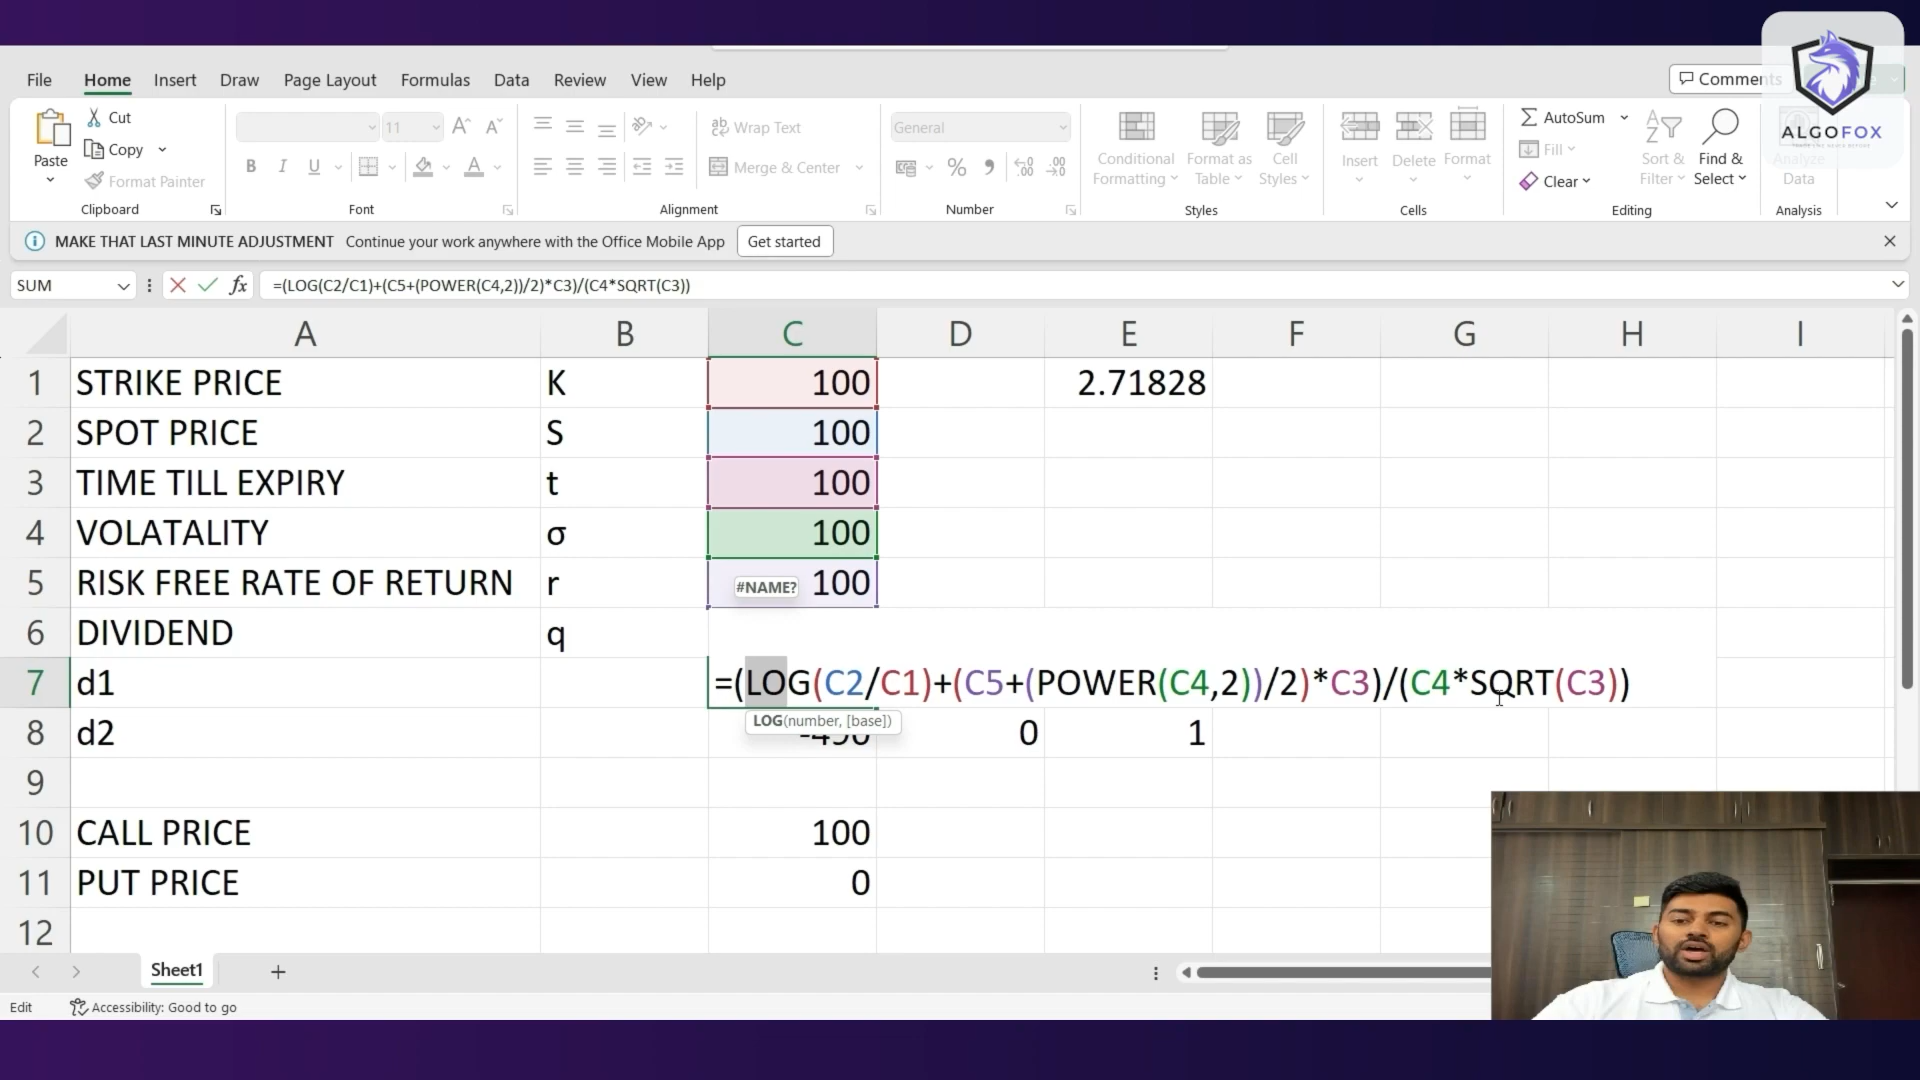 File Home Insert Draw Page Layout Formulas Data Review View Help Comments
Paste
Cut
Copy
Format Painter
Clipboard
11
B I U
Font
Wrap Text
Merge & Center
Alignment
General
Number
Conditional Formatting
Format as Table
Cell Styles
Styles
Insert Delete Format
Cells
AutoSum
Fill
Clear
Sort & Filter
Find & Select
Editing
Analyze Data
Analysis
ALGOFOX
MAKE THAT LAST MINUTE ADJUSTMENT Continue your work anywhere with the Office Mobile App Get started
SUM fx =(LOG(C2/C1)+(C5+(POWER(C4,2))/2)*C3)/(C4*SQRT(C3))
A B C D E F G H I
1 STRIKE PRICE K 100 2.71828
2 SPOT PRICE S 100
3 TIME TILL EXPIRY t 100
4 VOLATALITY σ 100
5 RISK FREE RATE OF RETURN r #NAME? 100
6 DIVIDEND q
7 d1 =(LOG(C2/C1)+(C5+(POWER(C4,2))/2)*C3)/(C4*SQRT(C3))
LOG(number, [base])
8 d2 -490 0 1
9
10 CALL PRICE 100
11 PUT PRICE 0
12
Sheet1
Edit Accessibility: Good to go